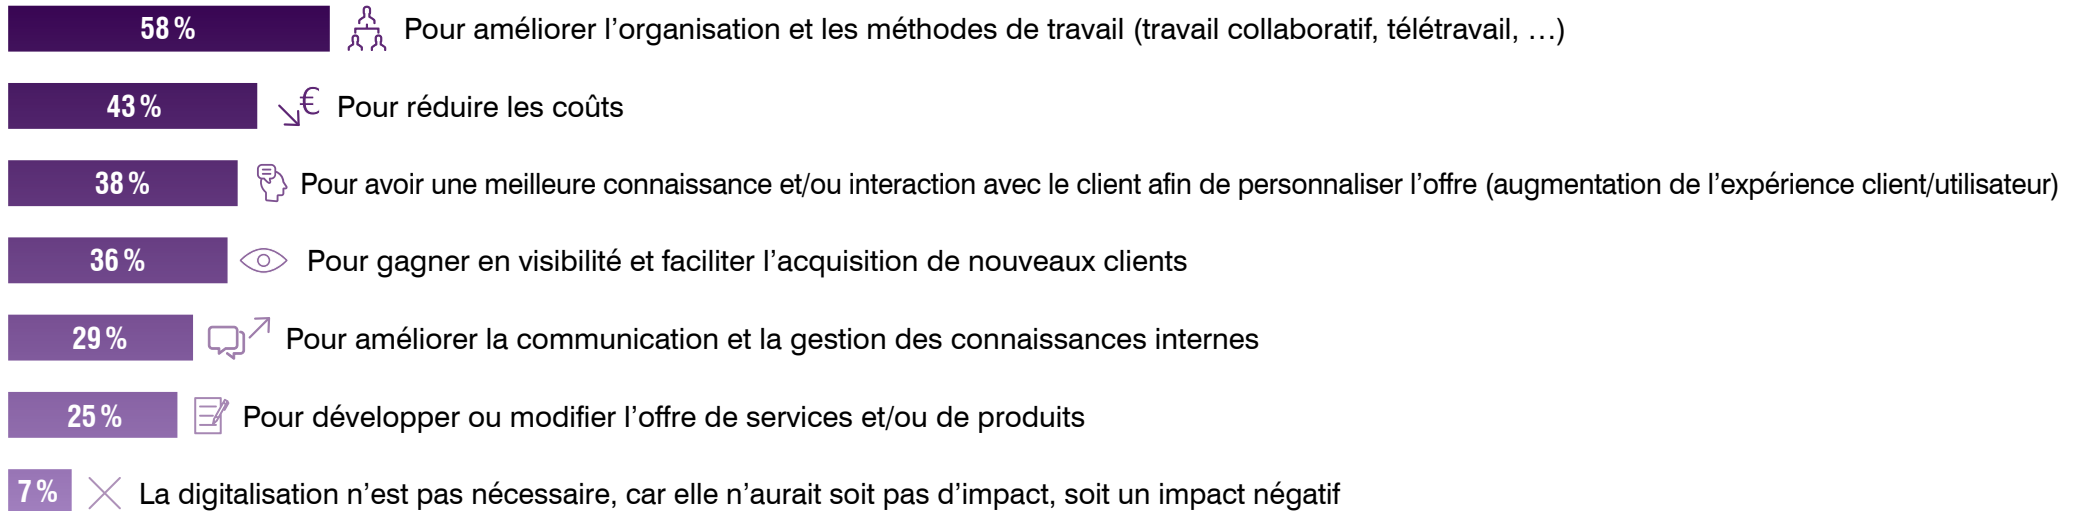 58 % Pour améliorer l’organisation et les méthodes de travail (travail collaboratif, télétravail, …)
43 % € Pour réduire les coûts
38 % Pour avoir une meilleure connaissance et/ou interaction avec le client afin de personnaliser l’offre (augmentation de l’expérience client/utilisateur)
36 % Pour gagner en visibilité et faciliter l’acquisition de nouveaux clients
29 % Pour améliorer la communication et la gestion des connaissances internes
25 % Pour développer ou modifier l’offre de services et/ou de produits
7 % La digitalisation n’est pas nécessaire, car elle n’aurait soit pas d’impact, soit un impact négatif